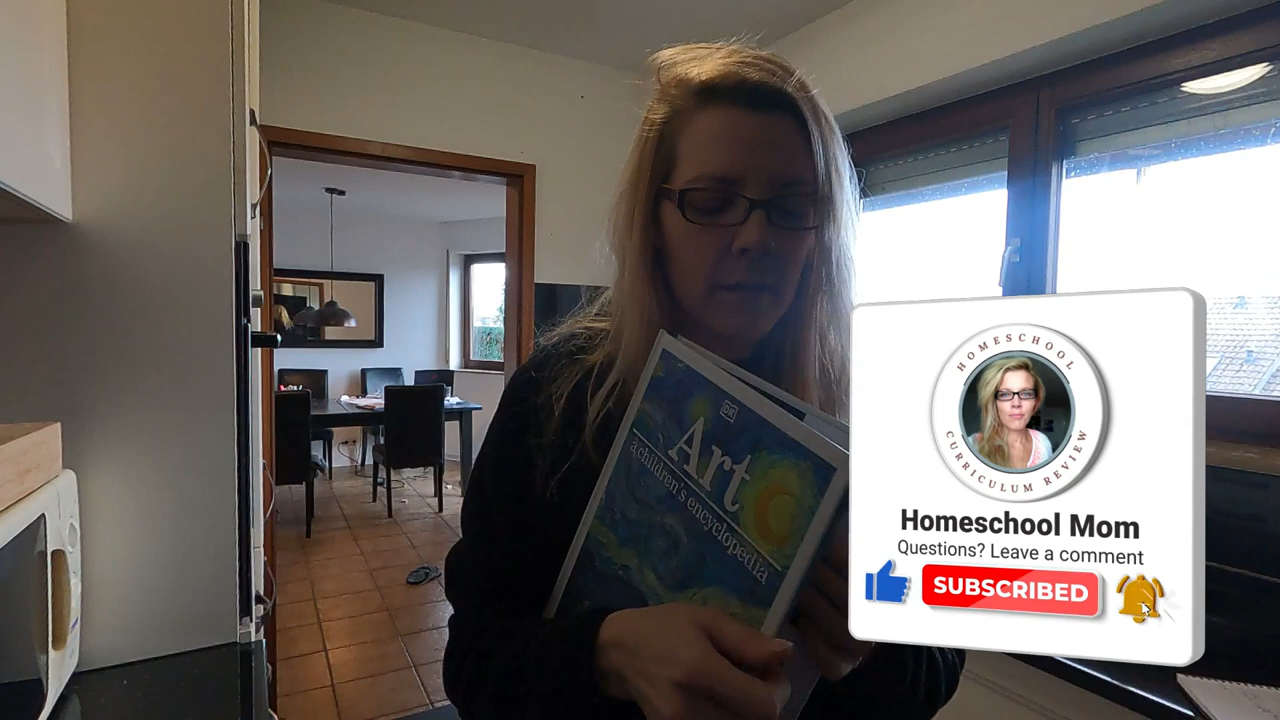 DK
Art
a children's encyclopedia
HOMESCHOOL
CURRICULUM REVIEW
Homeschool Mom
Questions? Leave a comment
SUBSCRIBED